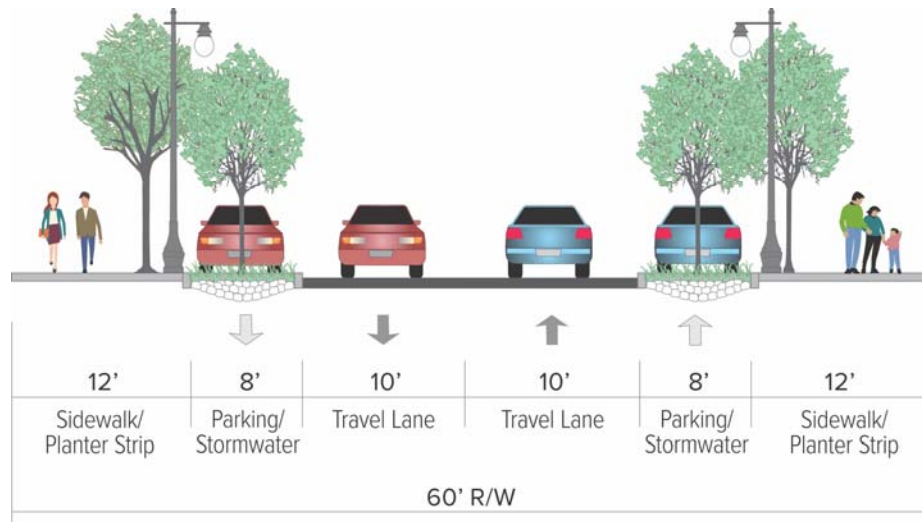 12’ 8’ 10’ 10’ 8’ 12’
Sidewalk/ Parking/ Travel Lane Travel Lane Parking/ Sidewalk/
Planter Strip Stormwater Stormwater Planter Strip
60’ R/W